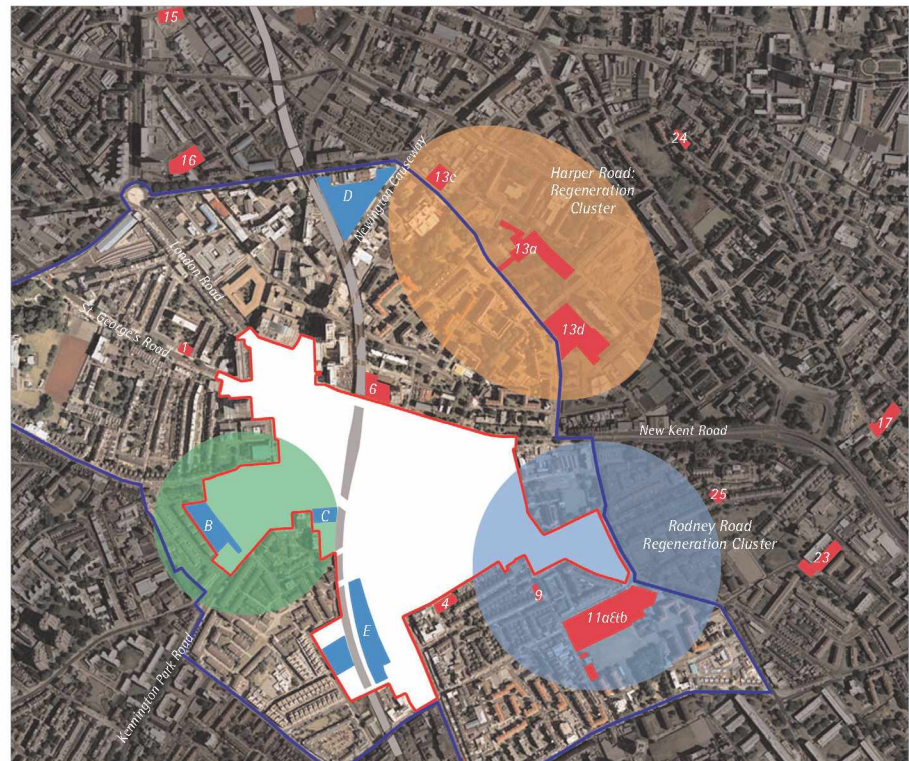 15
24
16
13c
Harper Road:
Regeneration
Cluster
D
Newington Causeway
13a
London Road
St. George's Road
1
13d
6
17
New Kent Road
25
B
C
Rodney Road
Regeneration Cluster
23
9
4
11a&b
E
Kennington Park Road